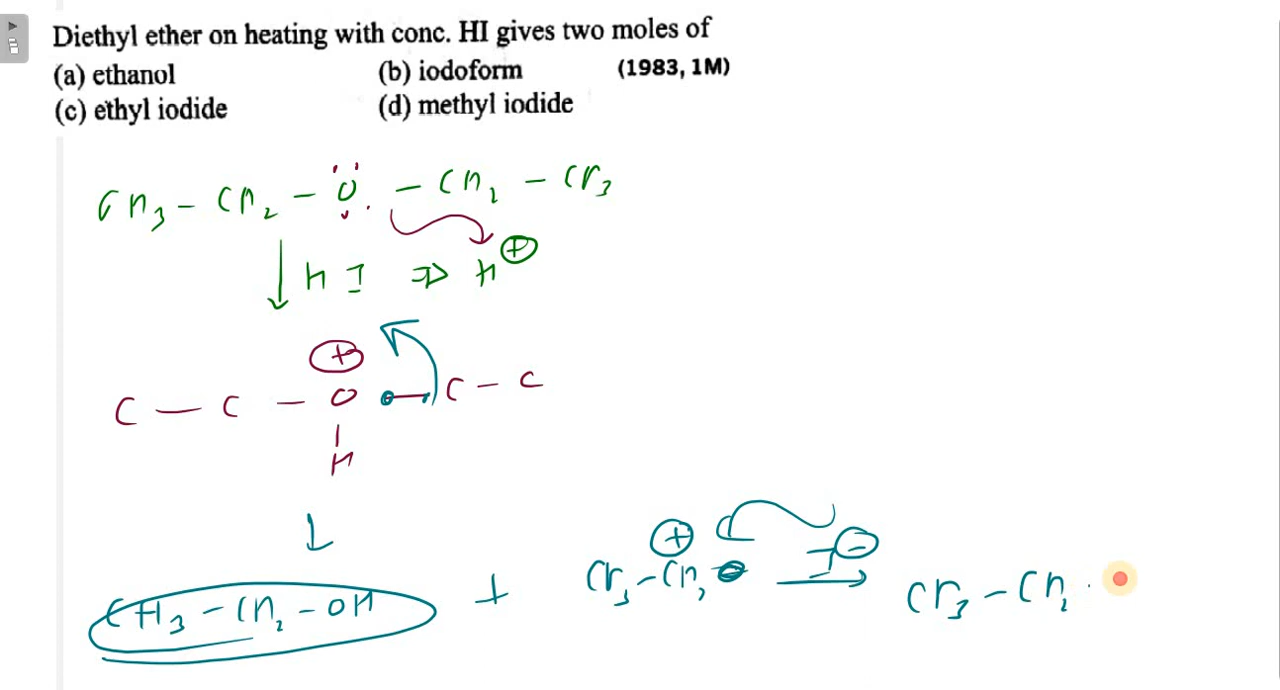 Diethyl ether on heating with conc. HI gives two moles of
(a) ethanol (b) iodoform (1983, 1M)
(c) ethyl iodide (d) methyl iodide
CH₃ - CH₂ - O - CH₂ - CH₃
↓ HI ⇒ H⊕
⊕
C - C - O - C - C
|
H
↓
CH₃ - CH₂ - OH + CH₃ - CH₂ ⊕ I⊖ → CH₃ - CH₂ -